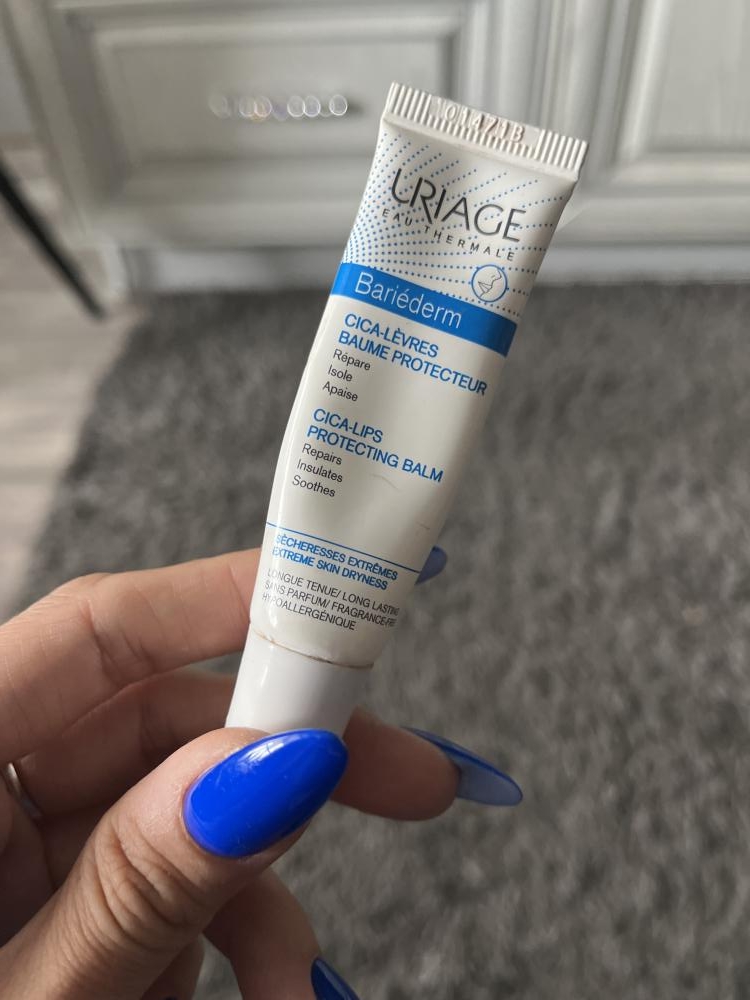 URIAGE
EAU THERMALE
Bariéderm
CICA-LÈVRES
BAUME PROTECTEUR
Répare
Isole
Apaise
CICA-LIPS
PROTECTING BALM
Repairs
Insulates
Soothes
SÉCHERESSES EXTRÊMES
EXTREME SKIN DRYNESS
LONGUE TENUE/ LONG LASTING
SANS PARFUM/ FRAGRANCE-FREE
HYPOALLERGÉNIQUE